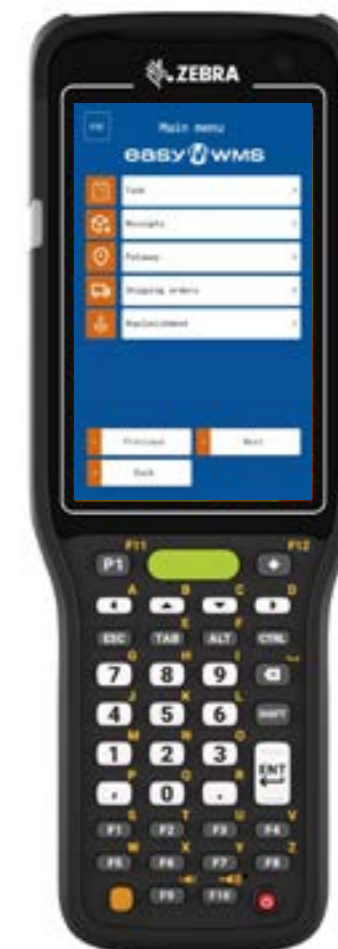 ZEBRA
ESC
Main menu
easy WMS
Task
Receipts
Putaway
Shipping orders
Replenishment
Previous
Next
Back
F11
F12
P1
A B C D
E F
ESC TAB ALT CTRL
G H I
7 8 9
J K L
4 5 6 SHIFT
M N O
1 2 3 ENT
P Q R
, 0 .
S T U V
F1 F2 F3 F4
W X Y Z
F5 F6 F7 F8
F9 F10